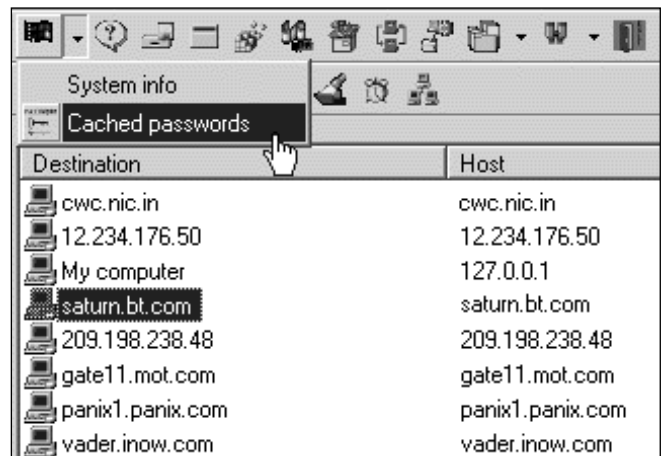 System info
Cached passwords
Destination Host
cwc.nic.in cwc.nic.in
12.234.176.50 12.234.176.50
My computer 127.0.0.1
saturn.bt.com saturn.bt.com
209.198.238.48 209.198.238.48
gate11.mot.com gate11.mot.com
panix1.panix.com panix1.panix.com
vader.inow.com vader.inow.com